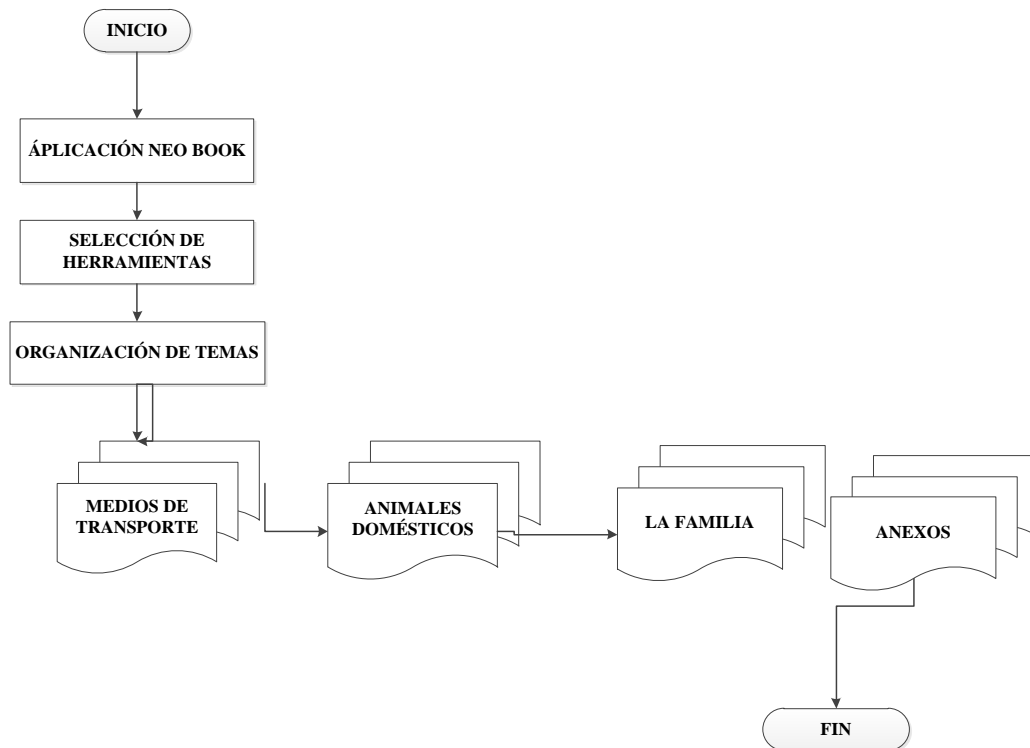 INICIO
ÁPLICACIÓN NEO BOOK
SELECCIÓN DE
HERRAMIENTAS
ORGANIZACIÓN DE TEMAS
MEDIOS DE
TRANSPORTE
ANIMALES
DOMÉSTICOS
LA FAMILIA
ANEXOS
FIN